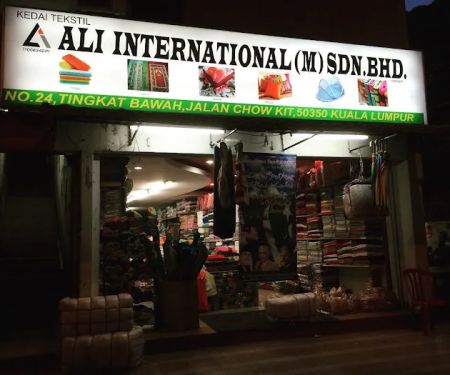 KEDAI TEKSTIL
ALI INTERNATIONAL (M) SDN.BHD.
NO.24,TINGKAT BAWAH,JALAN CHOW KIT,50350 KUALA LUMPUR